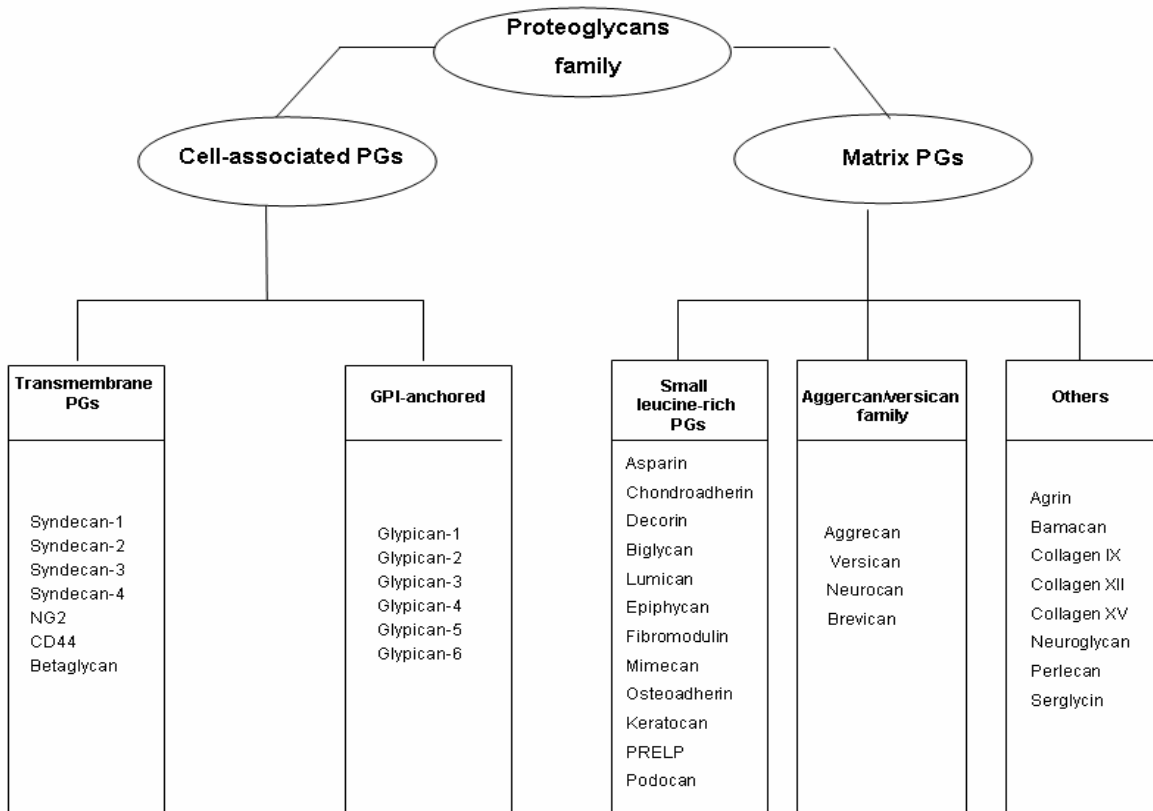 Proteoglycans
family
Cell-associated PGs
Matrix PGs
Transmembrane
PGs
Syndecan-1
Syndecan-2
Syndecan-3
Syndecan-4
NG2
CD44
Betaglycan
GPI-anchored
Glypican-1
Glypican-2
Glypican-3
Glypican-4
Glypican-5
Glypican-6
Small
leucine-rich
PGs
Asparin
Chondroadherin
Decorin
Biglycan
Lumican
Epiphycan
Fibromodulin
Mimecan
Osteoadherin
Keratocan
PRELP
Podocan
Aggercan/versican
family
Aggrecan
Versican
Neurocan
Brevican
Others
Agrin
Bamacan
Collagen IX
Collagen XII
Collagen XV
Neuroglycan
Perlecan
Serglycin